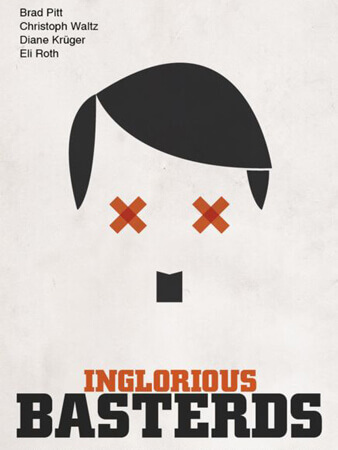 Brad Pitt
Christoph Waltz
Diane Krüger
Eli Roth
INGLORIOUS
BASTERDS